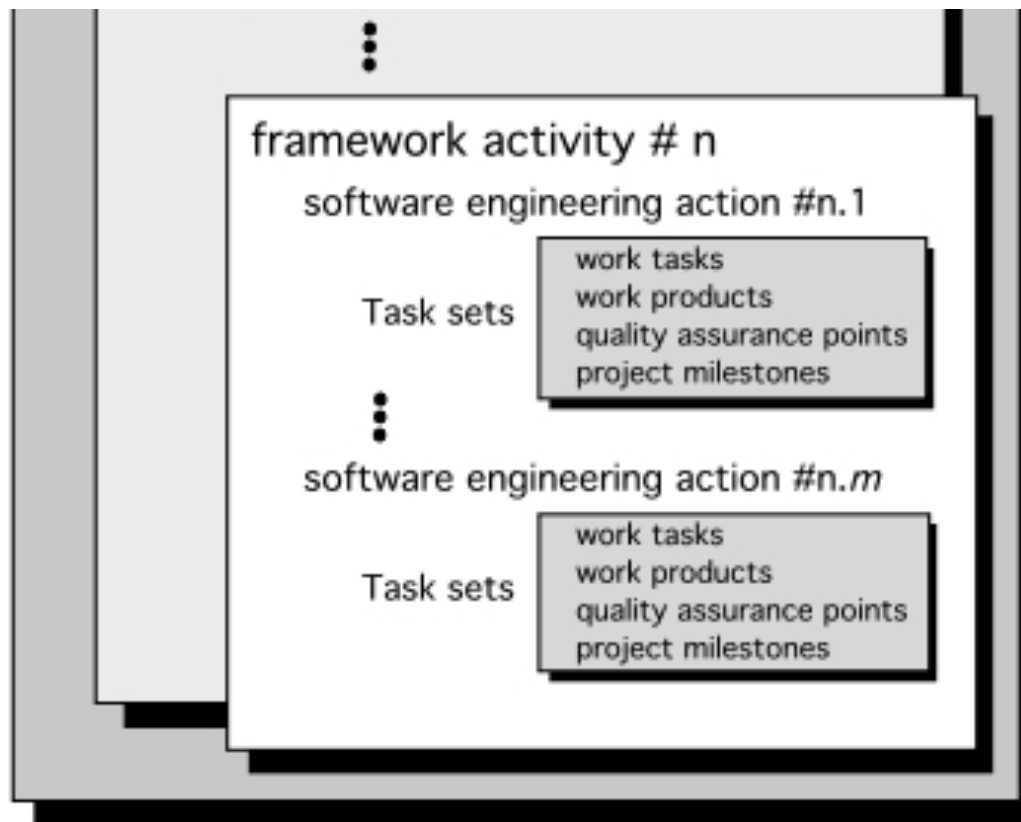 framework activity # n
software engineering action #n.1
Task sets
work tasks
work products
quality assurance points
project milestones
software engineering action #n.m
Task sets
work tasks
work products
quality assurance points
project milestones